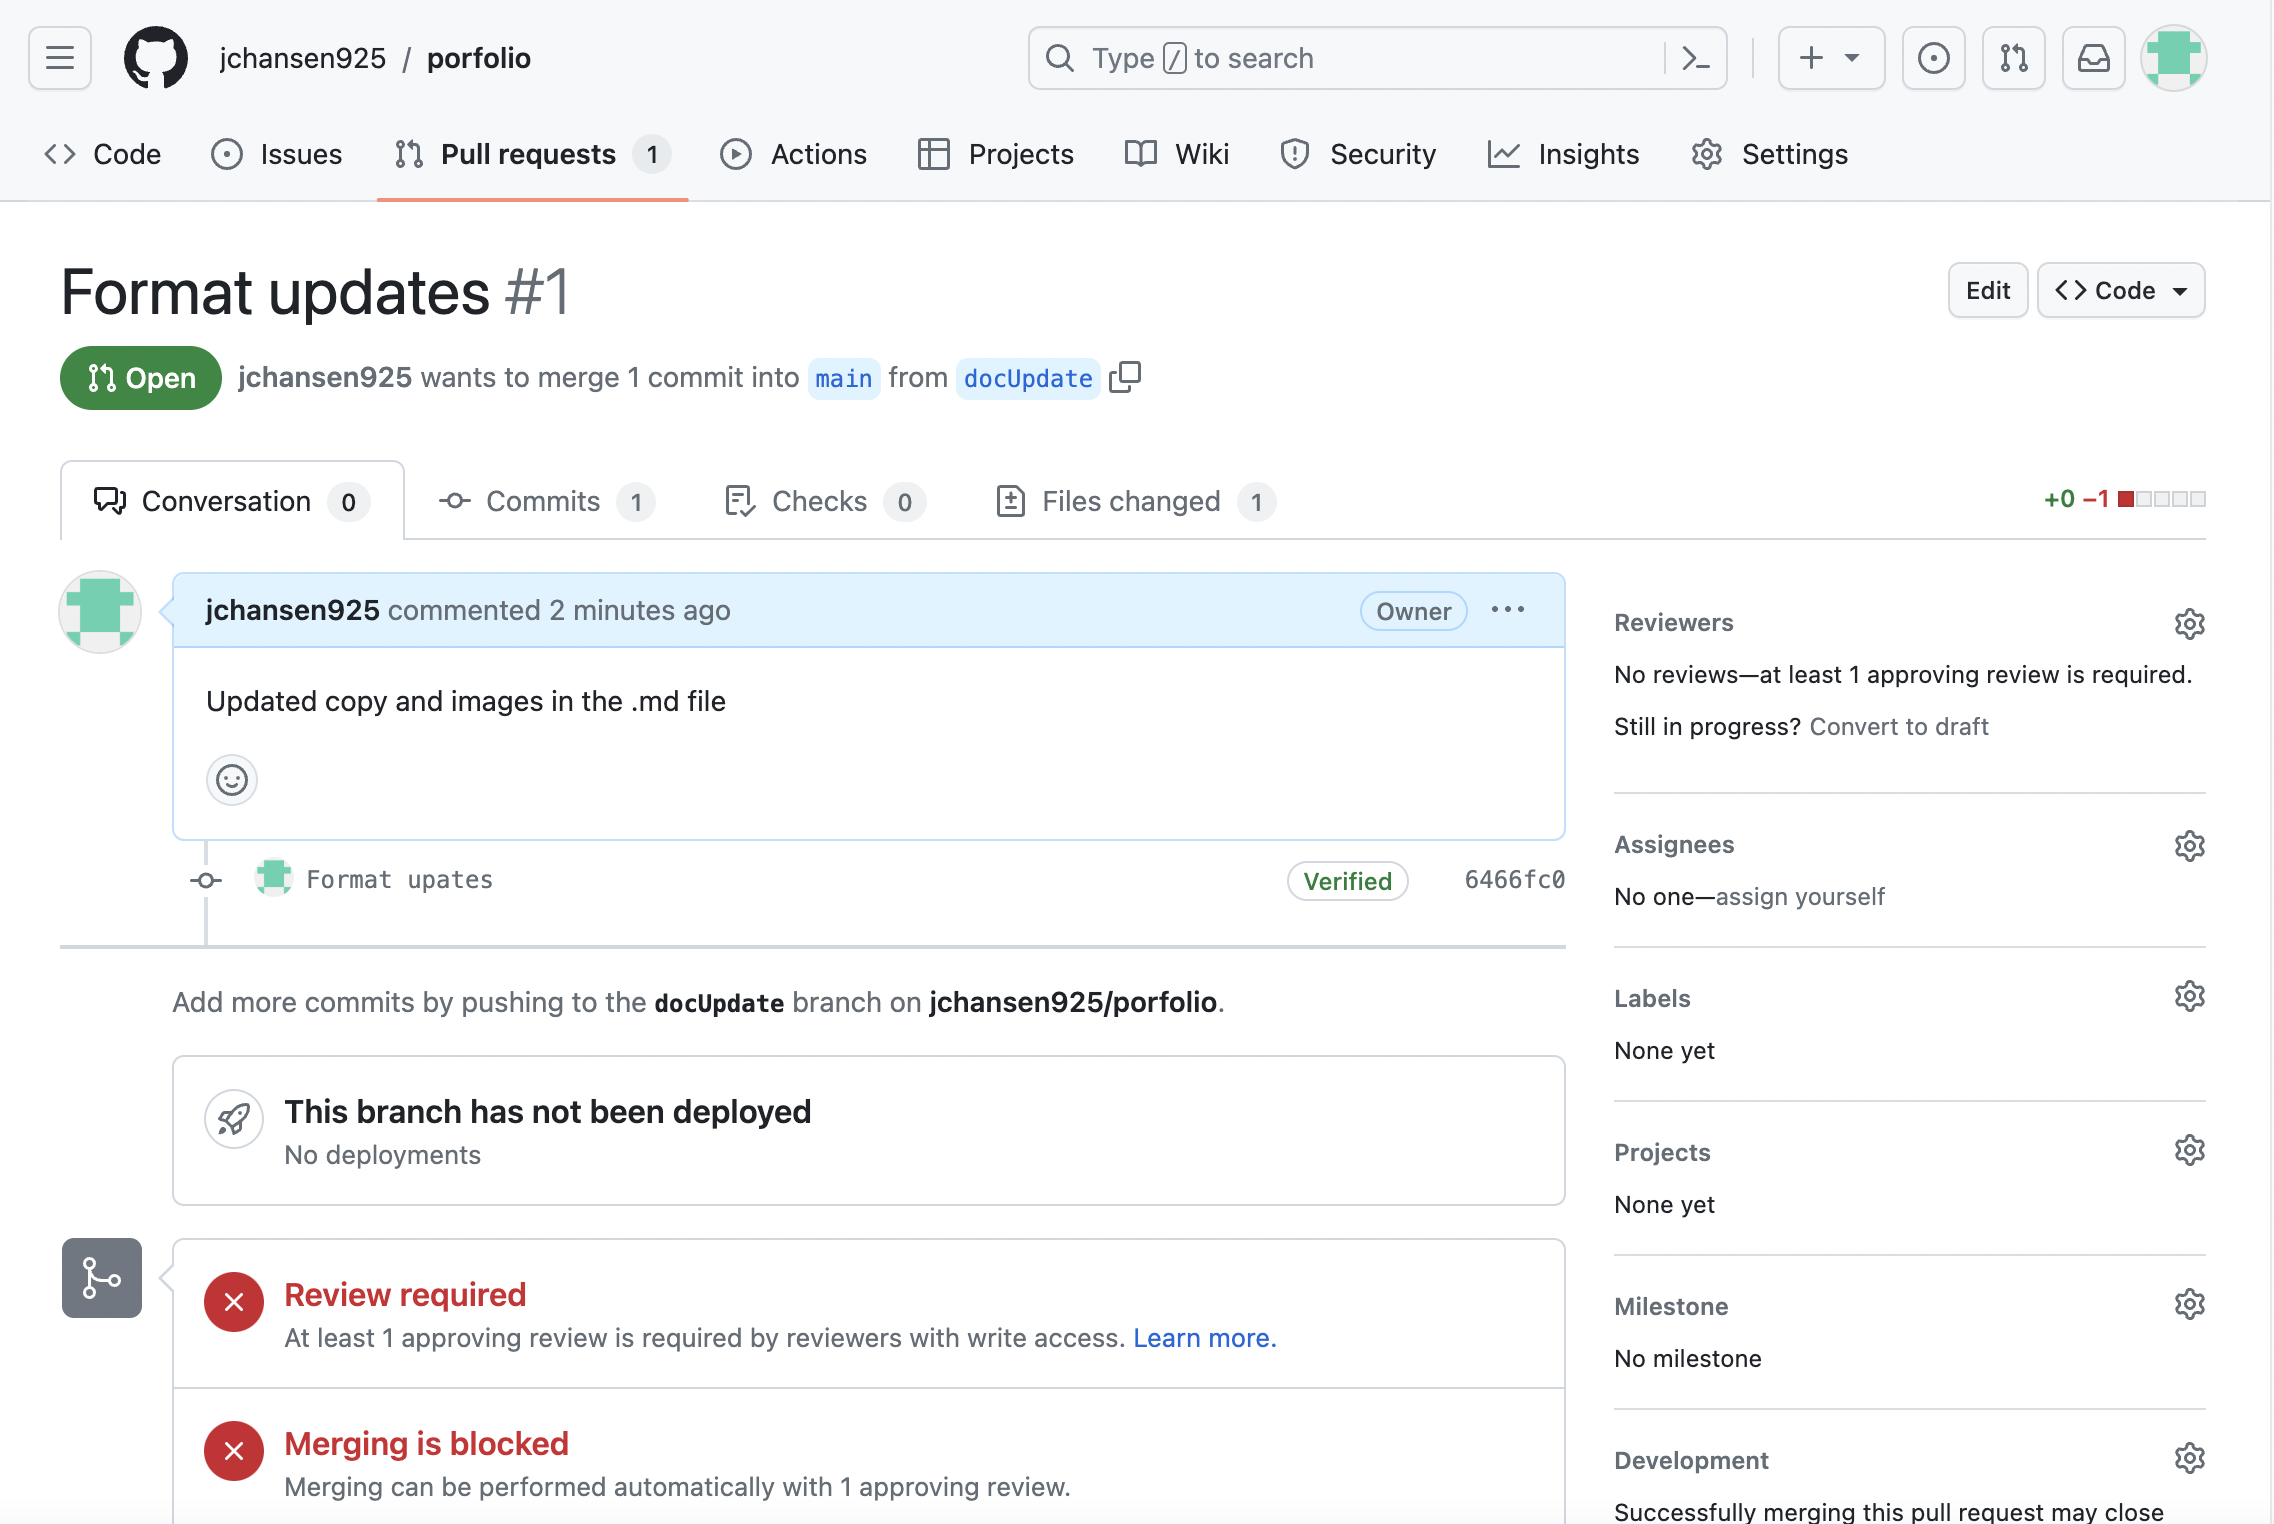 jchansen925 / porfolio
Type / to search
Code
Issues
Pull requests 1
Actions
Projects
Wiki
Security
Insights
Settings
Format updates #1
Edit
Code
Open
jchansen925 wants to merge 1 commit into main from docUpdate
Conversation 0
Commits 1
Checks 0
Files changed 1
+0 −1
jchansen925 commented 2 minutes ago
Owner
Updated copy and images in the .md file
Format upates
Verified
6466fc0
Add more commits by pushing to the docUpdate branch on jchansen925/porfolio.
This branch has not been deployed
No deployments
Review required
At least 1 approving review is required by reviewers with write access. Learn more.
Merging is blocked
Merging can be performed automatically with 1 approving review.
Reviewers
No reviews—at least 1 approving review is required.
Still in progress? Convert to draft
Assignees
No one—assign yourself
Labels
None yet
Projects
None yet
Milestone
No milestone
Development
Successfully merging this pull request may close